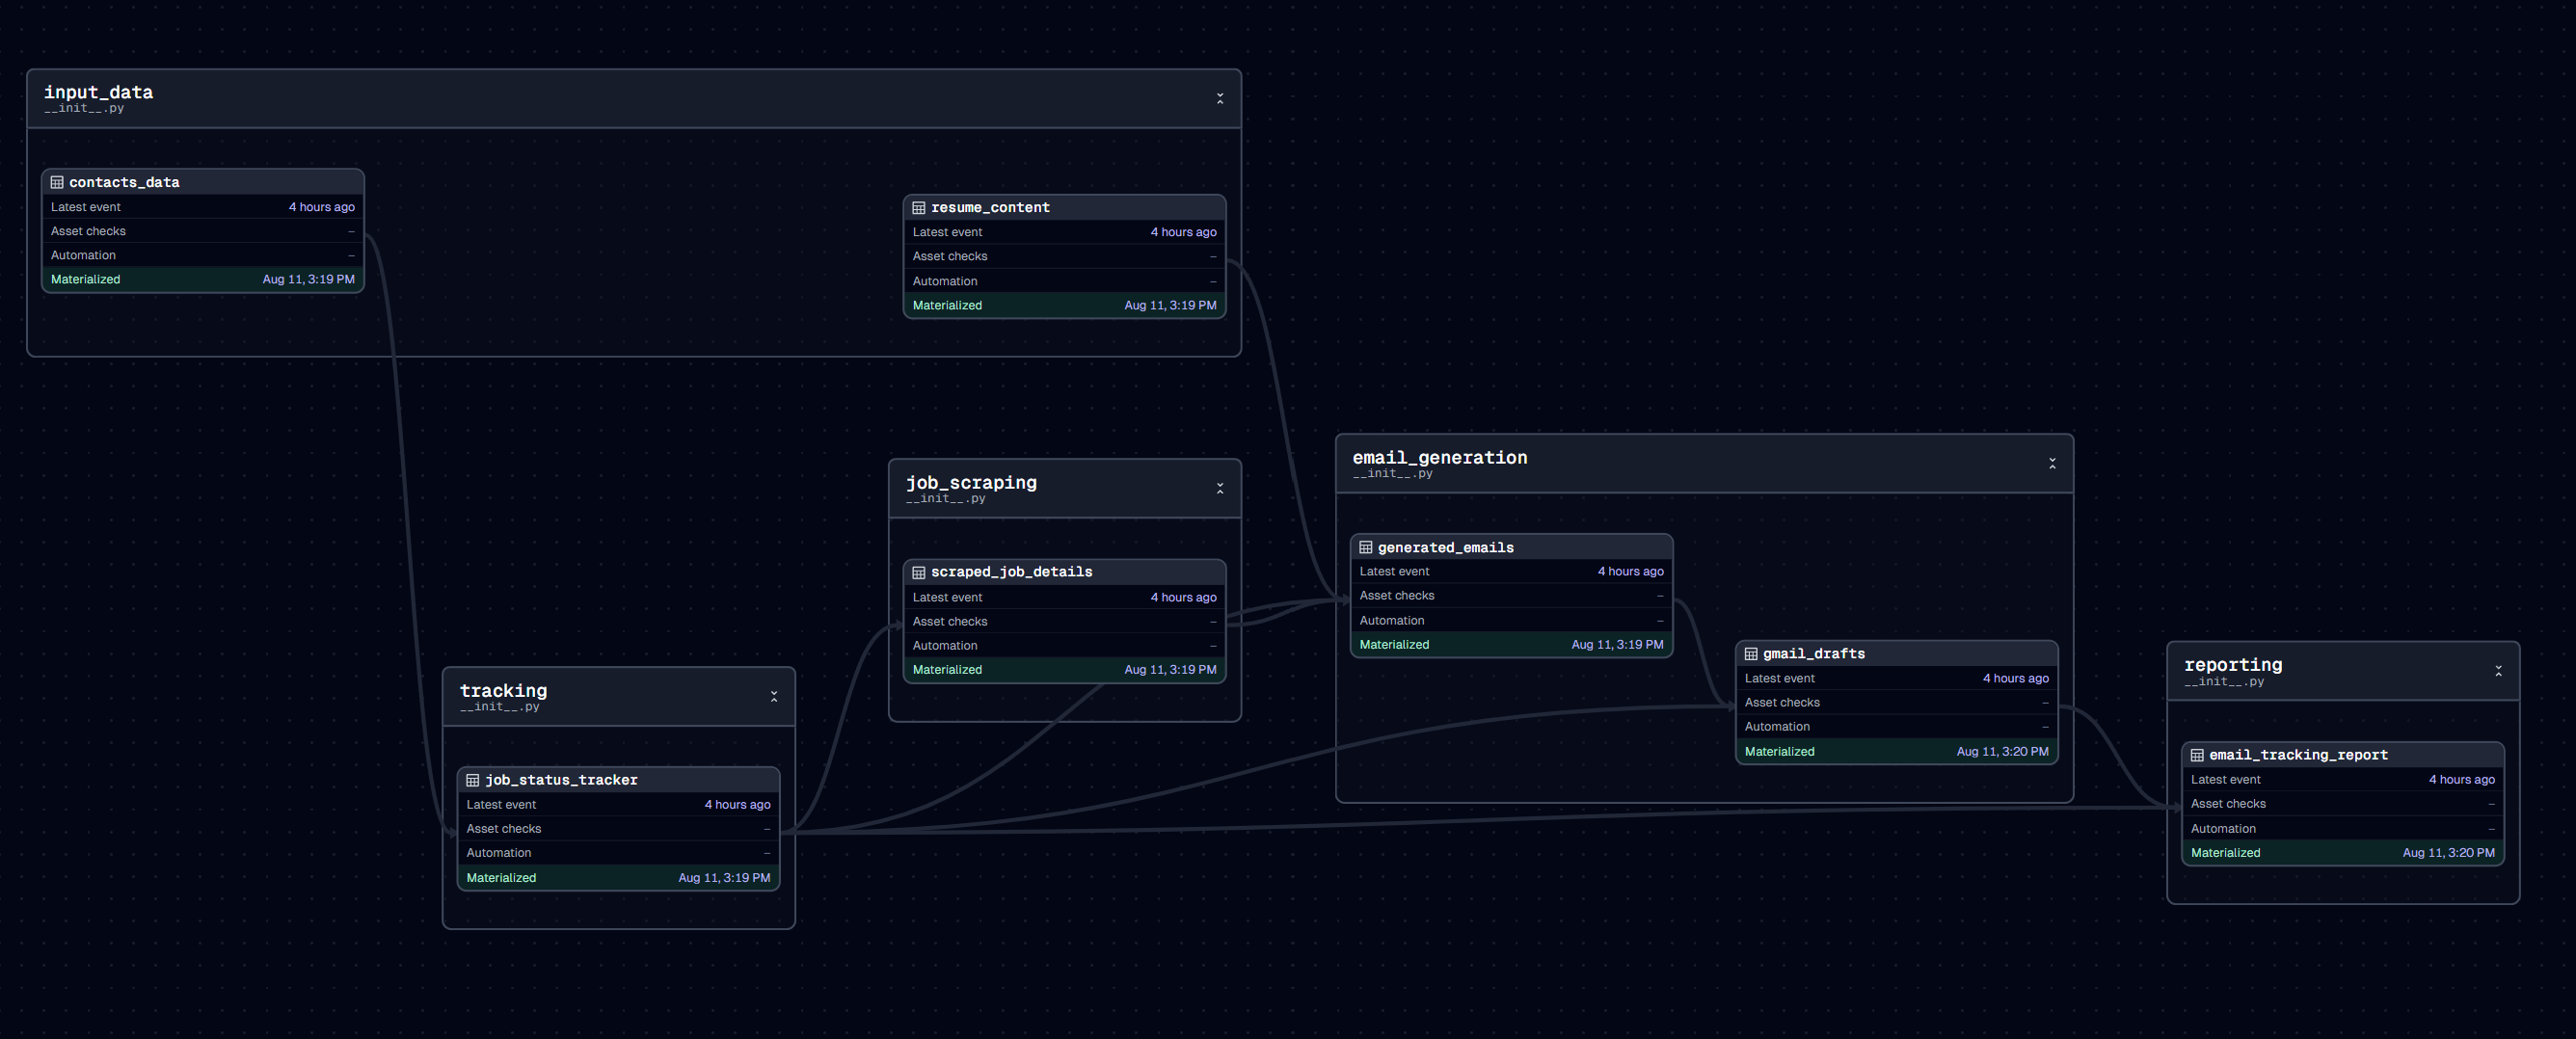 input_data
__init__.py
contacts_data
Latest event 4 hours ago
Asset checks –
Automation –
Materialized Aug 11, 3:19 PM
resume_content
Latest event 4 hours ago
Asset checks –
Automation –
Materialized Aug 11, 3:19 PM
tracking
__init__.py
job_status_tracker
Latest event 4 hours ago
Asset checks –
Automation –
Materialized Aug 11, 3:19 PM
job_scraping
__init__.py
scraped_job_details
Latest event 4 hours ago
Asset checks –
Automation –
Materialized Aug 11, 3:19 PM
email_generation
__init__.py
generated_emails
Latest event 4 hours ago
Asset checks –
Automation –
Materialized Aug 11, 3:19 PM
gmail_drafts
Latest event 4 hours ago
Asset checks –
Automation –
Materialized Aug 11, 3:20 PM
reporting
__init__.py
email_tracking_report
Latest event 4 hours ago
Asset checks –
Automation –
Materialized Aug 11, 3:20 PM